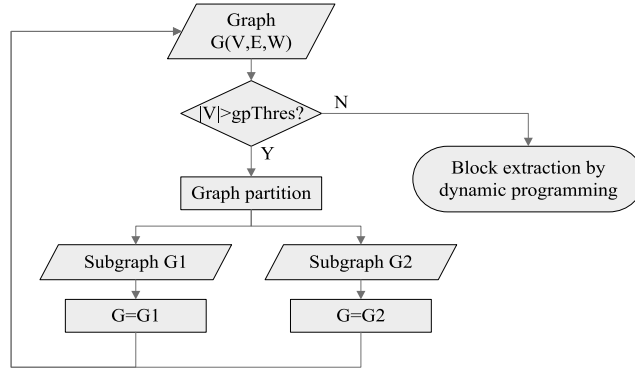 Graph
G(V,E,W)
|V|>gpThres?
N
Y
Block extraction by
dynamic programming
Graph partition
Subgraph G1
Subgraph G2
G=G1
G=G2